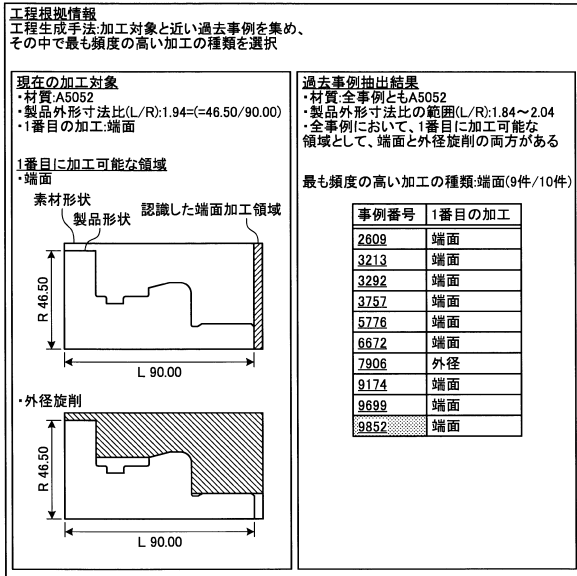 工程根拠情報
工程生成手法:加工対象と近い過去事例を集め、
その中で最も頻度の高い加工の種類を選択
現在の加工対象
・材質:A5052
・製品外形寸法比(L/R):1.94=(=46.50/90.00)
・1番目の加工:端面
1番目に加工可能な領域
・端面
素材形状
製品形状
認識した端面加工領域
R 46.50
L 90.00
・外径旋削
R 46.50
L 90.00
過去事例抽出結果
・材質:全事例ともA5052
・製品外形寸法比の範囲(L/R):1.84～2.04
・全事例において、1番目に加工可能な
領域として、端面と外径旋削の両方がある
最も頻度の高い加工の種類:端面(9件/10件)
事例番号 1番目の加工
2609 端面
3213 端面
3292 端面
3757 端面
5776 端面
6672 端面
7906 外径
9174 端面
9699 端面
9852 端面